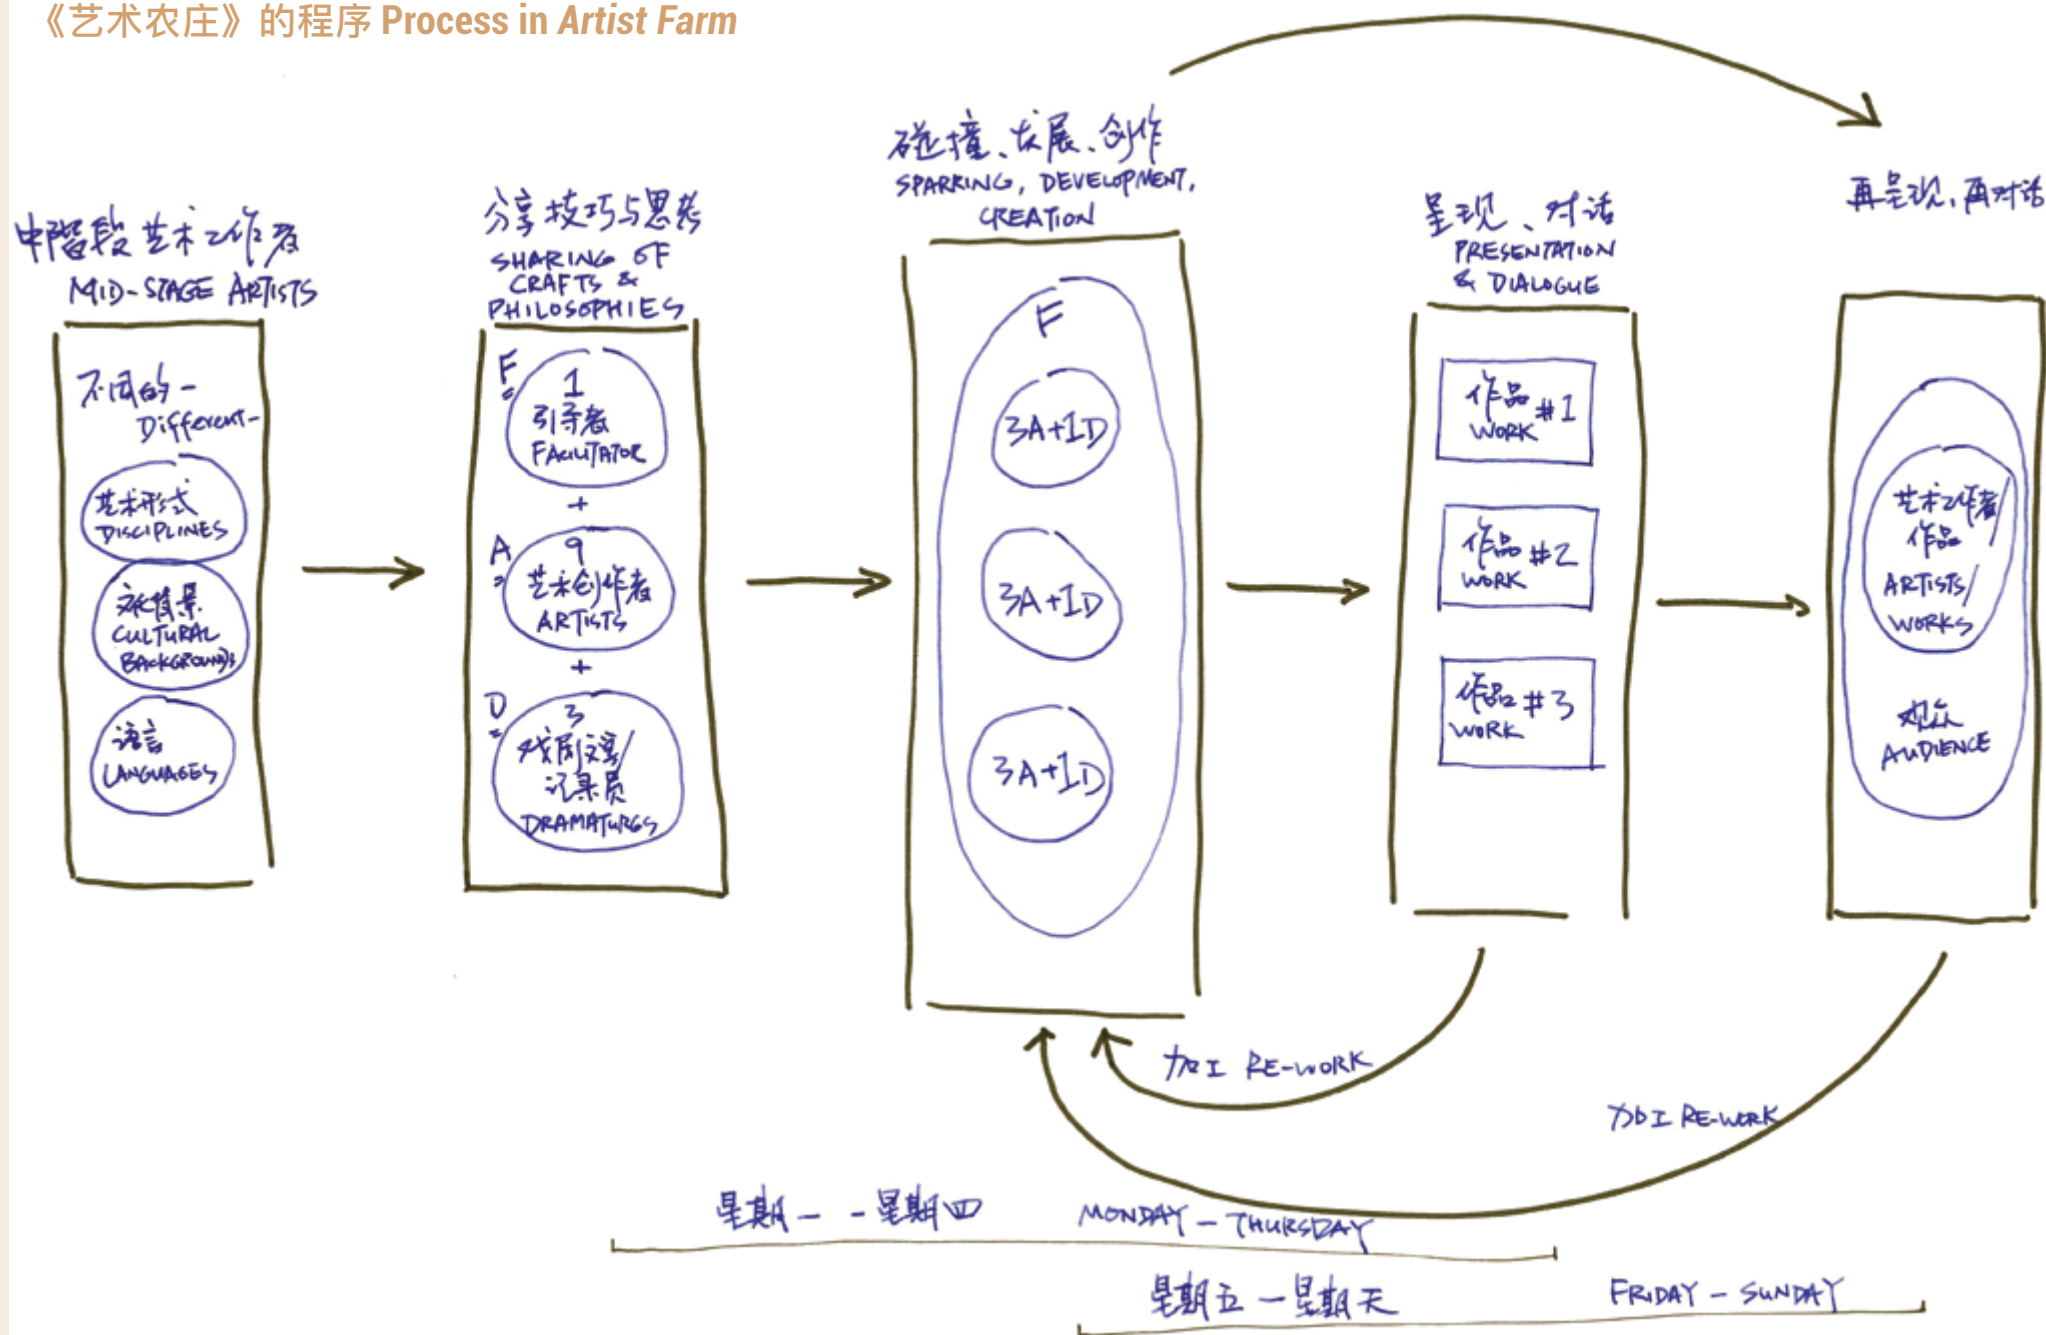 《艺术农庄》的程序 Process in Artist Farm
中階段艺术工作者
MID-STAGE ARTISTS
不同的-
Different-
艺术形式
DISCIPLINES
文化背景
CULTURAL
BACKGROUNDS
语言
LANGUAGES
分享技巧与思考
SHARING OF
CRAFTS &
PHILOSOPHIES
F=
1
引导者
FACILITATOR
+
A=
9
艺术创作者
ARTISTS
+
D=
3
戏剧文学/
记录员
DRAMATURGS
碰撞、发展、创作
SPARKING, DEVELOPMENT,
CREATION
F
3A+1D
3A+1D
3A+1D
呈现、对话
PRESENTATION
& DIALOGUE
作品 #1
WORK
作品 #2
WORK
作品 #3
WORK
再呈现,再对话
艺术工作者/
作品
ARTISTS/
WORKS
观众
AUDIENCE
加工 RE-WORK
加工 RE-WORK
星期一 - 星期四 MONDAY - THURSDAY
星期五 - 星期天 FRIDAY - SUNDAY